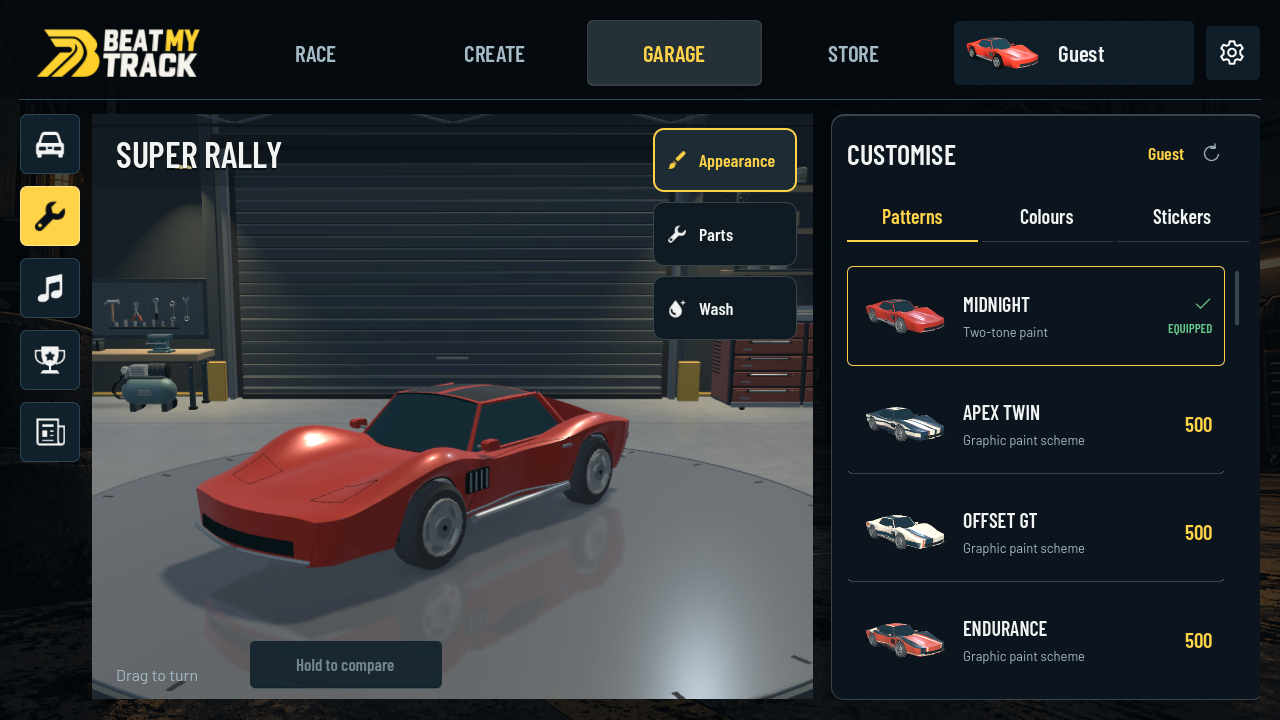 BEATMY
TRACK
RACE
CREATE
GARAGE
STORE
Guest
SUPER RALLY
Appearance
Parts
Wash
Drag to turn
Hold to compare
CUSTOMISE
Guest
Patterns
Colours
Stickers
MIDNIGHT
Two-tone paint
EQUIPPED
APEX TWIN
Graphic paint scheme
500
OFFSET GT
Graphic paint scheme
500
ENDURANCE
Graphic paint scheme
500